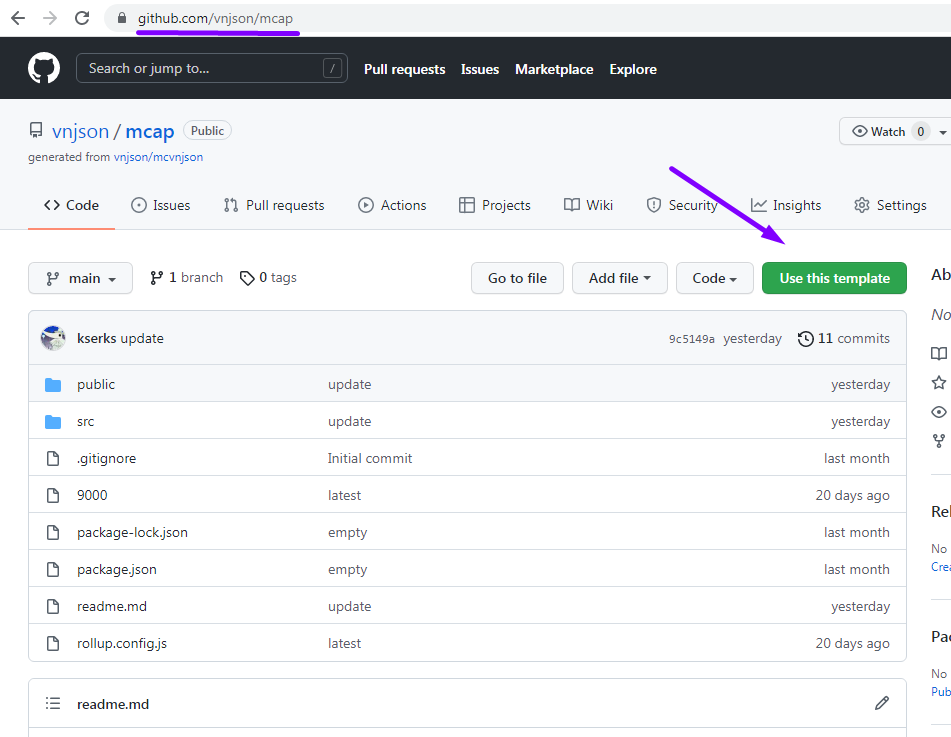 github.com/vnjson/mcap
Search or jump to... /
Pull requests Issues Marketplace Explore
vnjson / mcap Public
Watch 0
generated from vnjson/mcvnjson
Code Issues Pull requests Actions Projects Wiki Security Insights Settings
main 1 branch 0 tags Go to file Add file Code Use this template
Ab
No
kserks update 9c5149a yesterday 11 commits
public update yesterday
src update yesterday
.gitignore Initial commit last month
9000 latest 20 days ago
package-lock.json empty last month
package.json empty last month
readme.md update yesterday
rollup.config.js latest 20 days ago
Rel
No
Crea
Pac
No
Pub
readme.md